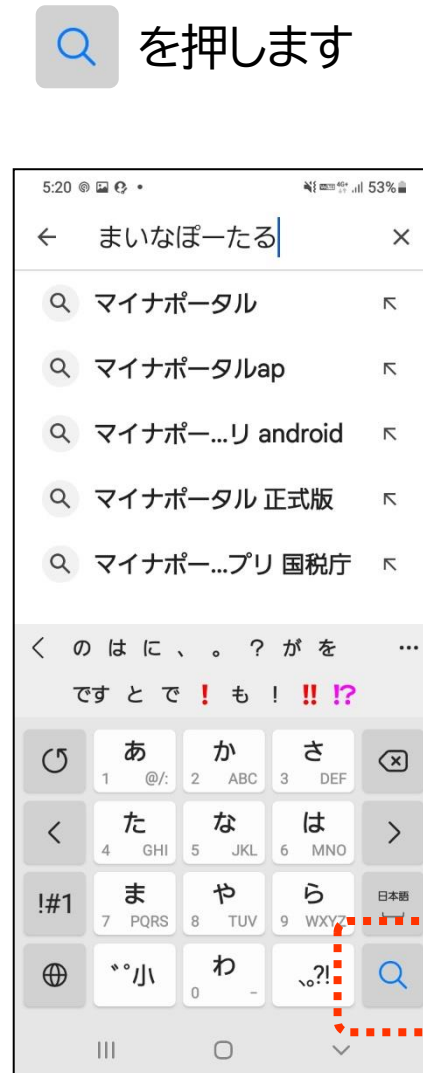 を押します
5:20 53%
まいなぽーたる
マイナポータル
マイナポータルap
マイナポー...リ android
マイナポータル 正式版
マイナポー...プリ 国税庁
の は に 、 。 ? が を ...
です と で ! も ! !! !?
あ か さ
1 @/: 2 ABC 3 DEF
た な は
4 GHI 5 JKL 6 MNO
!#1 ま や ら 日本語
7 PQRS 8 TUV 9 WXYZ
゛゜小 わ 、。?!
0 -